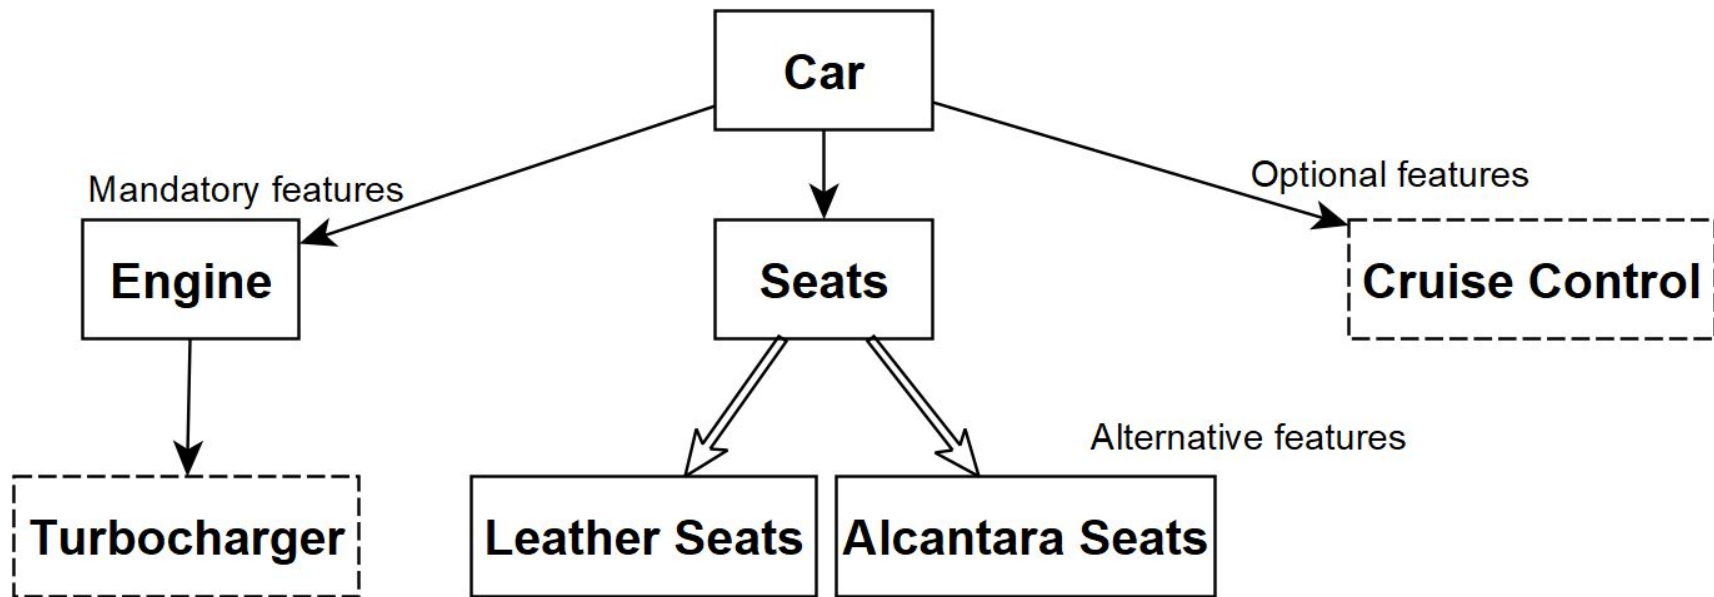 Car
Mandatory features
Optional features
Engine
Seats
Cruise Control
Alternative features
Turbocharger
Leather Seats
Alcantara Seats